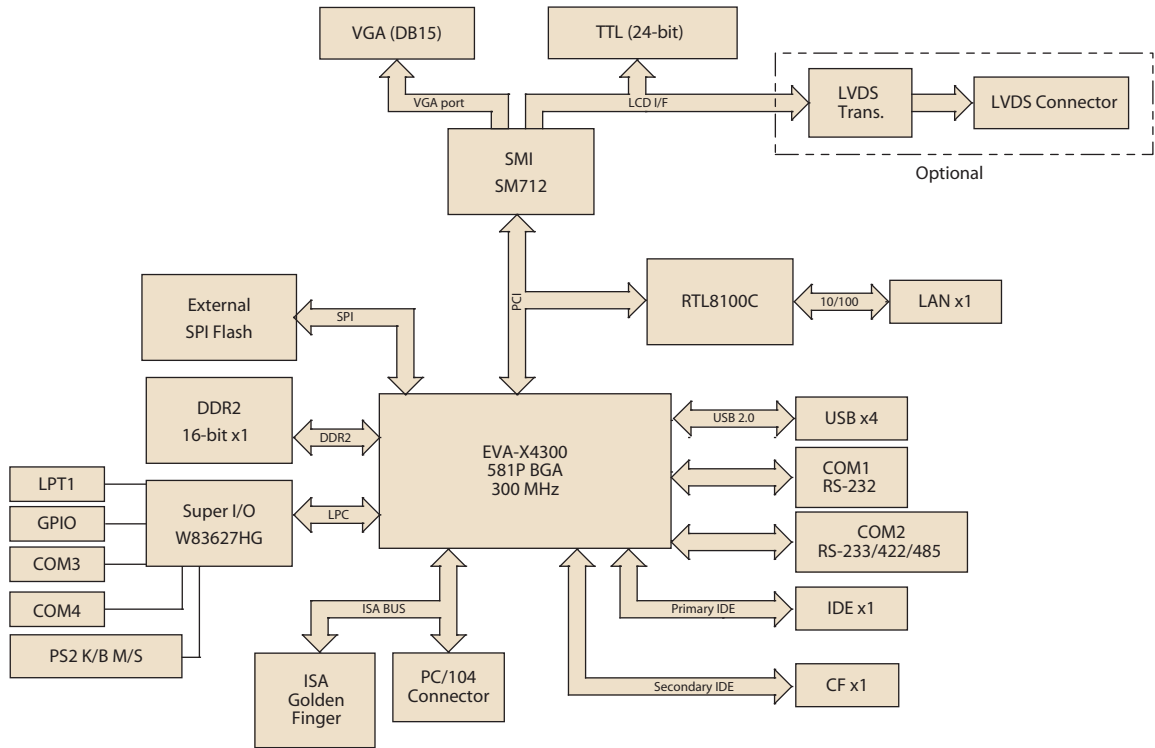 VGA (DB15)
TTL (24-bit)
VGA port
LCD I/F
LVDS
Trans.
LVDS Connector
Optional
SMI
SM712
PCI
External
SPI Flash
SPI
RTL8100C
10/100
LAN x1
DDR2
16-bit x1
DDR2
EVA-X4300
581P BGA
300 MHz
USB 2.0
USB x4
COM1
RS-232
COM2
RS-233/422/485
LPT1
GPIO
COM3
COM4
PS2 K/B M/S
Super I/O
W83627HG
LPC
ISA BUS
ISA
Golden
Finger
PC/104
Connector
Primary IDE
IDE x1
Secondary IDE
CF x1